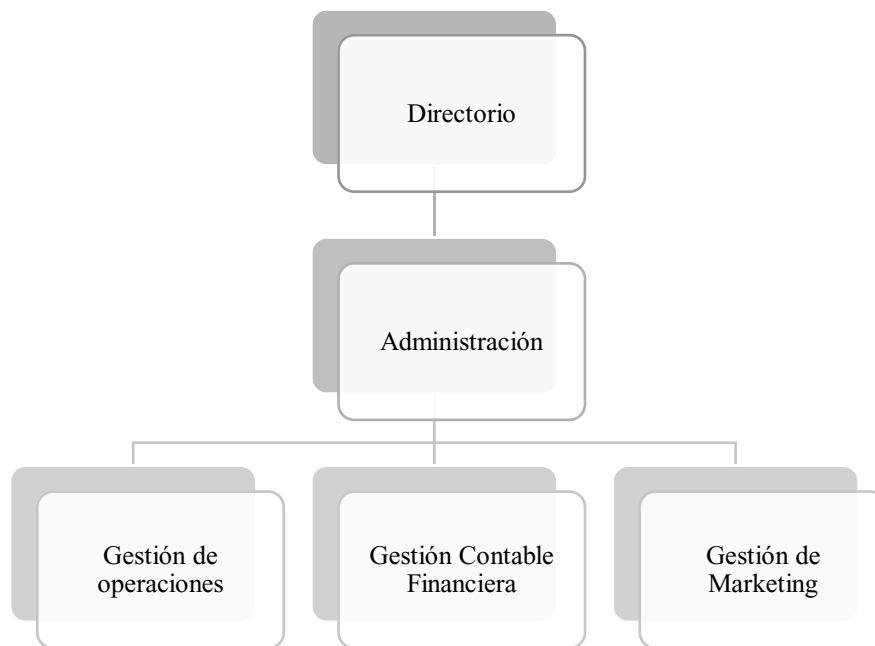 Directorio
Administración
Gestión de
operaciones
Gestión Contable
Financiera
Gestión de
Marketing